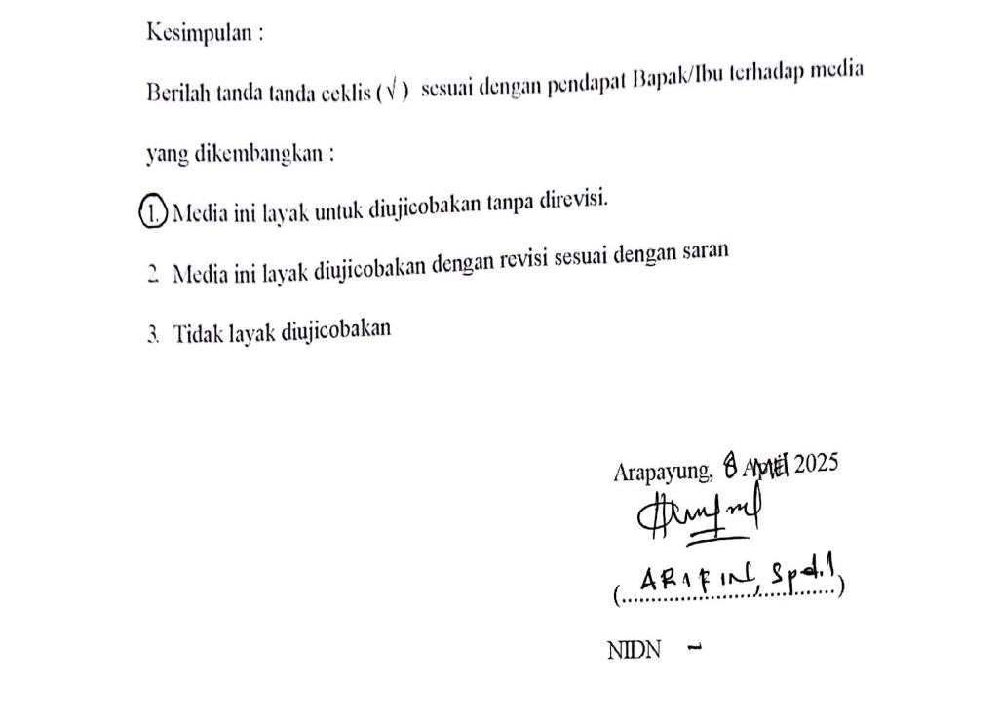 Kesimpulan :
Berilah tanda tanda ceklis (√) sesuai dengan pendapat Bapak/Ibu terhadap media
yang dikembangkan :
1. Media ini layak untuk diujicobakan tanpa direvisi.
2. Media ini layak diujicobakan dengan revisi sesuai dengan saran
3. Tidak layak diujicobakan
Arapayung, 8 April 2025
(ARIFIN, Spd.I)
NIDN -